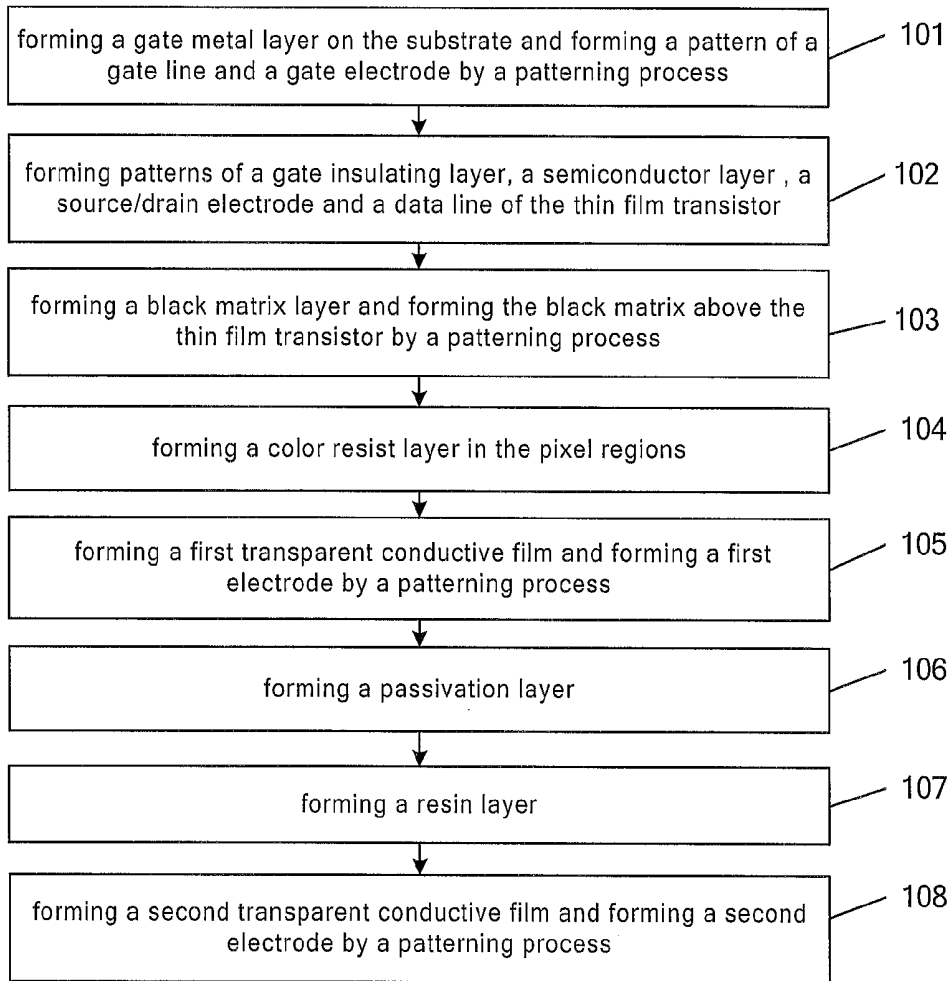 forming a gate metal layer on the substrate and forming a pattern of a
gate line and a gate electrode by a patterning process
101
forming patterns of a gate insulating layer, a semiconductor layer , a
source/drain electrode and a data line of the thin film transistor
102
forming a black matrix layer and forming the black matrix above the
thin film transistor by a patterning process
103
forming a color resist layer in the pixel regions
104
forming a first transparent conductive film and forming a first
electrode by a patterning process
105
forming a passivation layer
106
forming a resin layer
107
forming a second transparent conductive film and forming a second
electrode by a patterning process
108